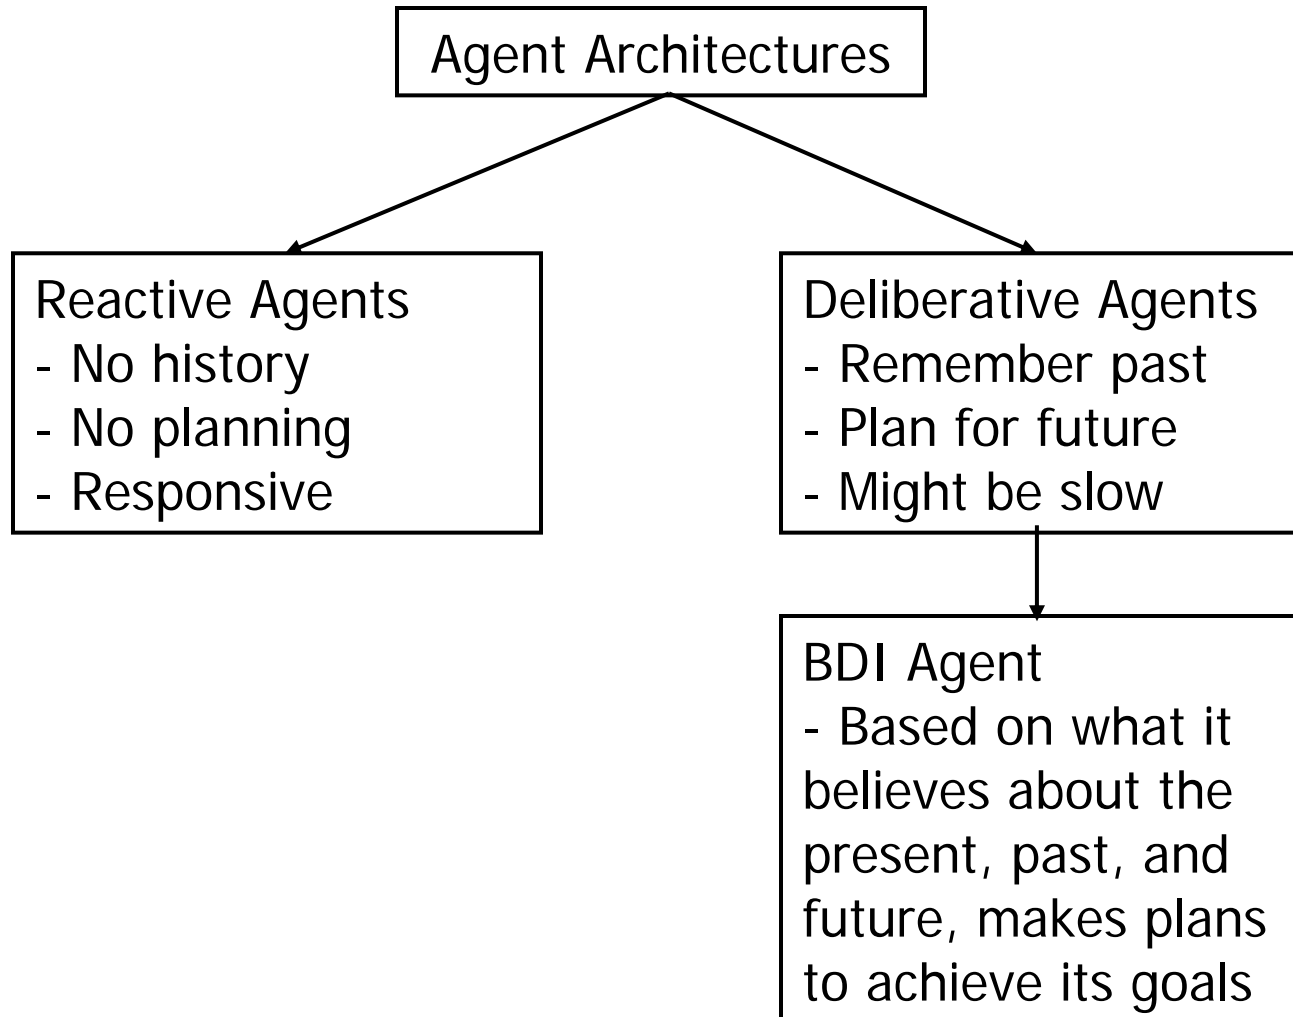 Agent Architectures
Reactive Agents
- No history
- No planning
- Responsive
Deliberative Agents
- Remember past
- Plan for future
- Might be slow
BDI Agent
- Based on what it
believes about the
present, past, and
future, makes plans
to achieve its goals